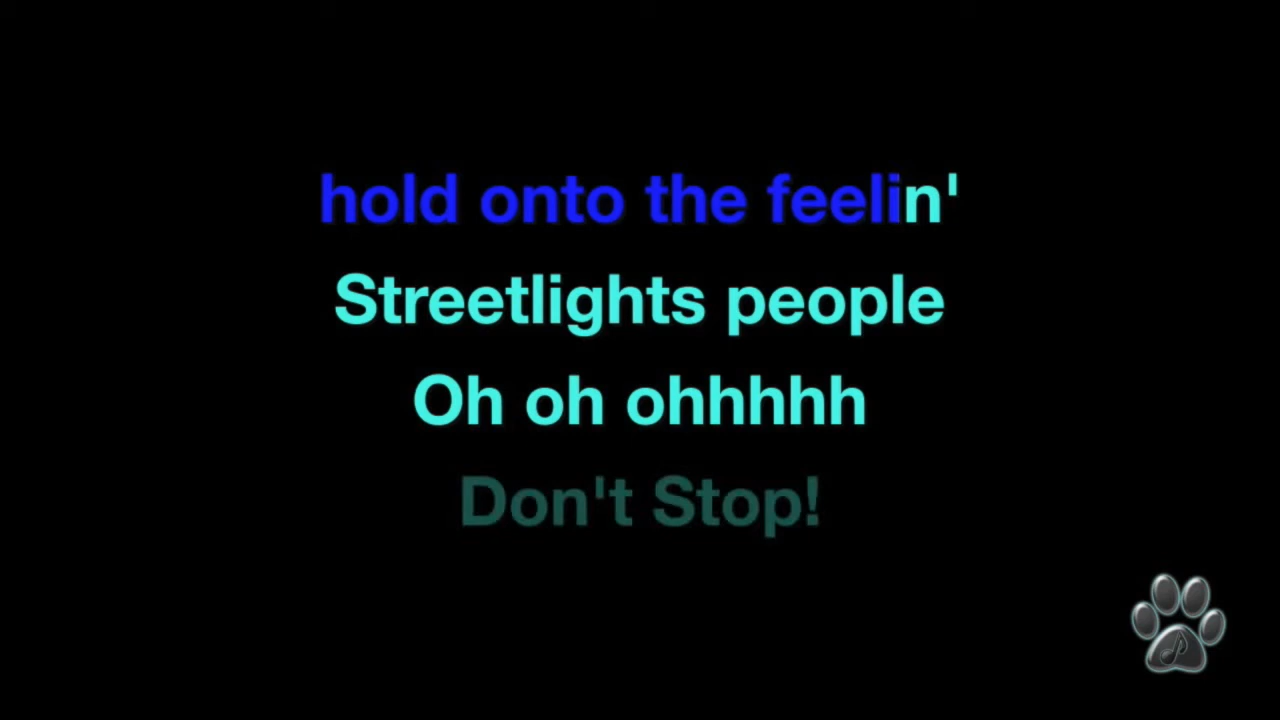 hold onto the feelin'
Streetlights people
Oh oh ohhhhh
Don't Stop!